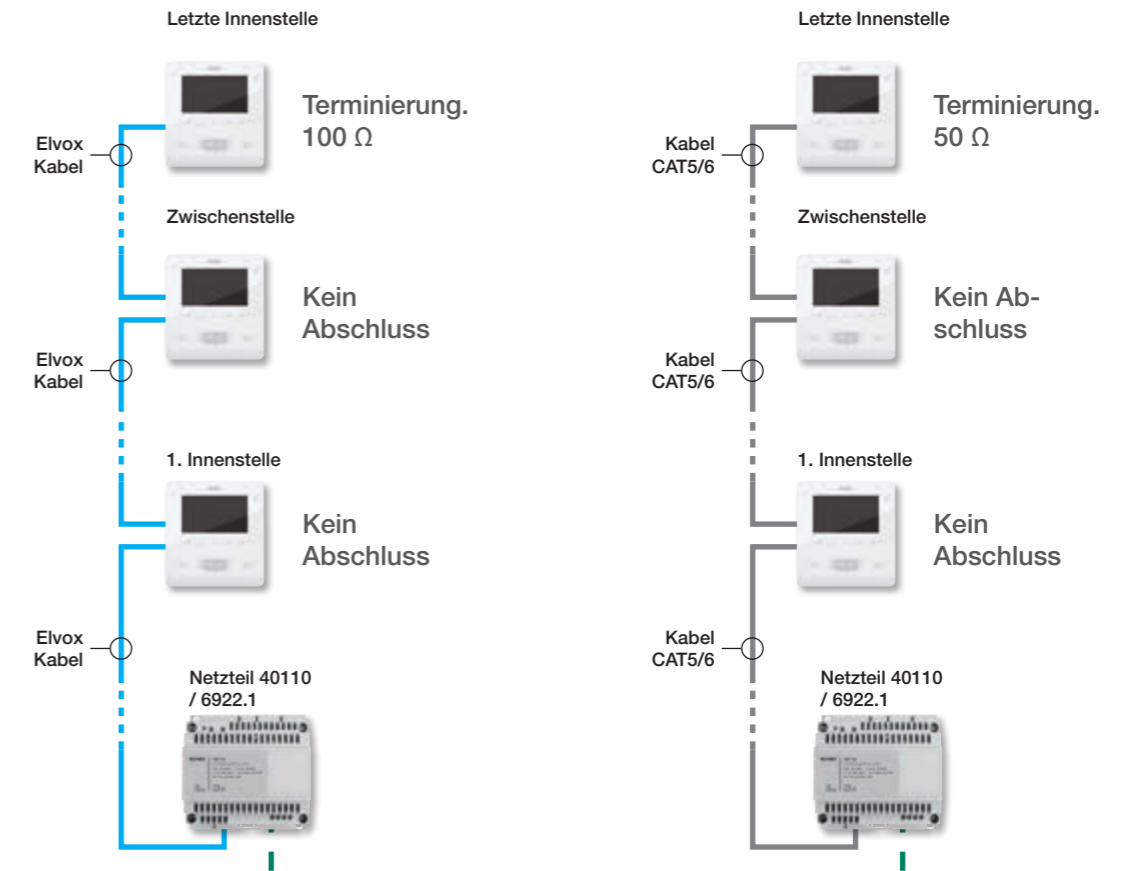 Letzte Innenstelle
Terminierung.
100 Ω
Elvox
Kabel
Zwischenstelle
Kein
Abschluss
Elvox
Kabel
1. Innenstelle
Kein
Abschluss
Elvox
Kabel
Netzteil 40110
/ 6922.1
Letzte Innenstelle
Terminierung.
50 Ω
Kabel
CAT5/6
Zwischenstelle
Kein Ab-
schluss
Kabel
CAT5/6
1. Innenstelle
Kein
Abschluss
Kabel
CAT5/6
Netzteil 40110
/ 6922.1